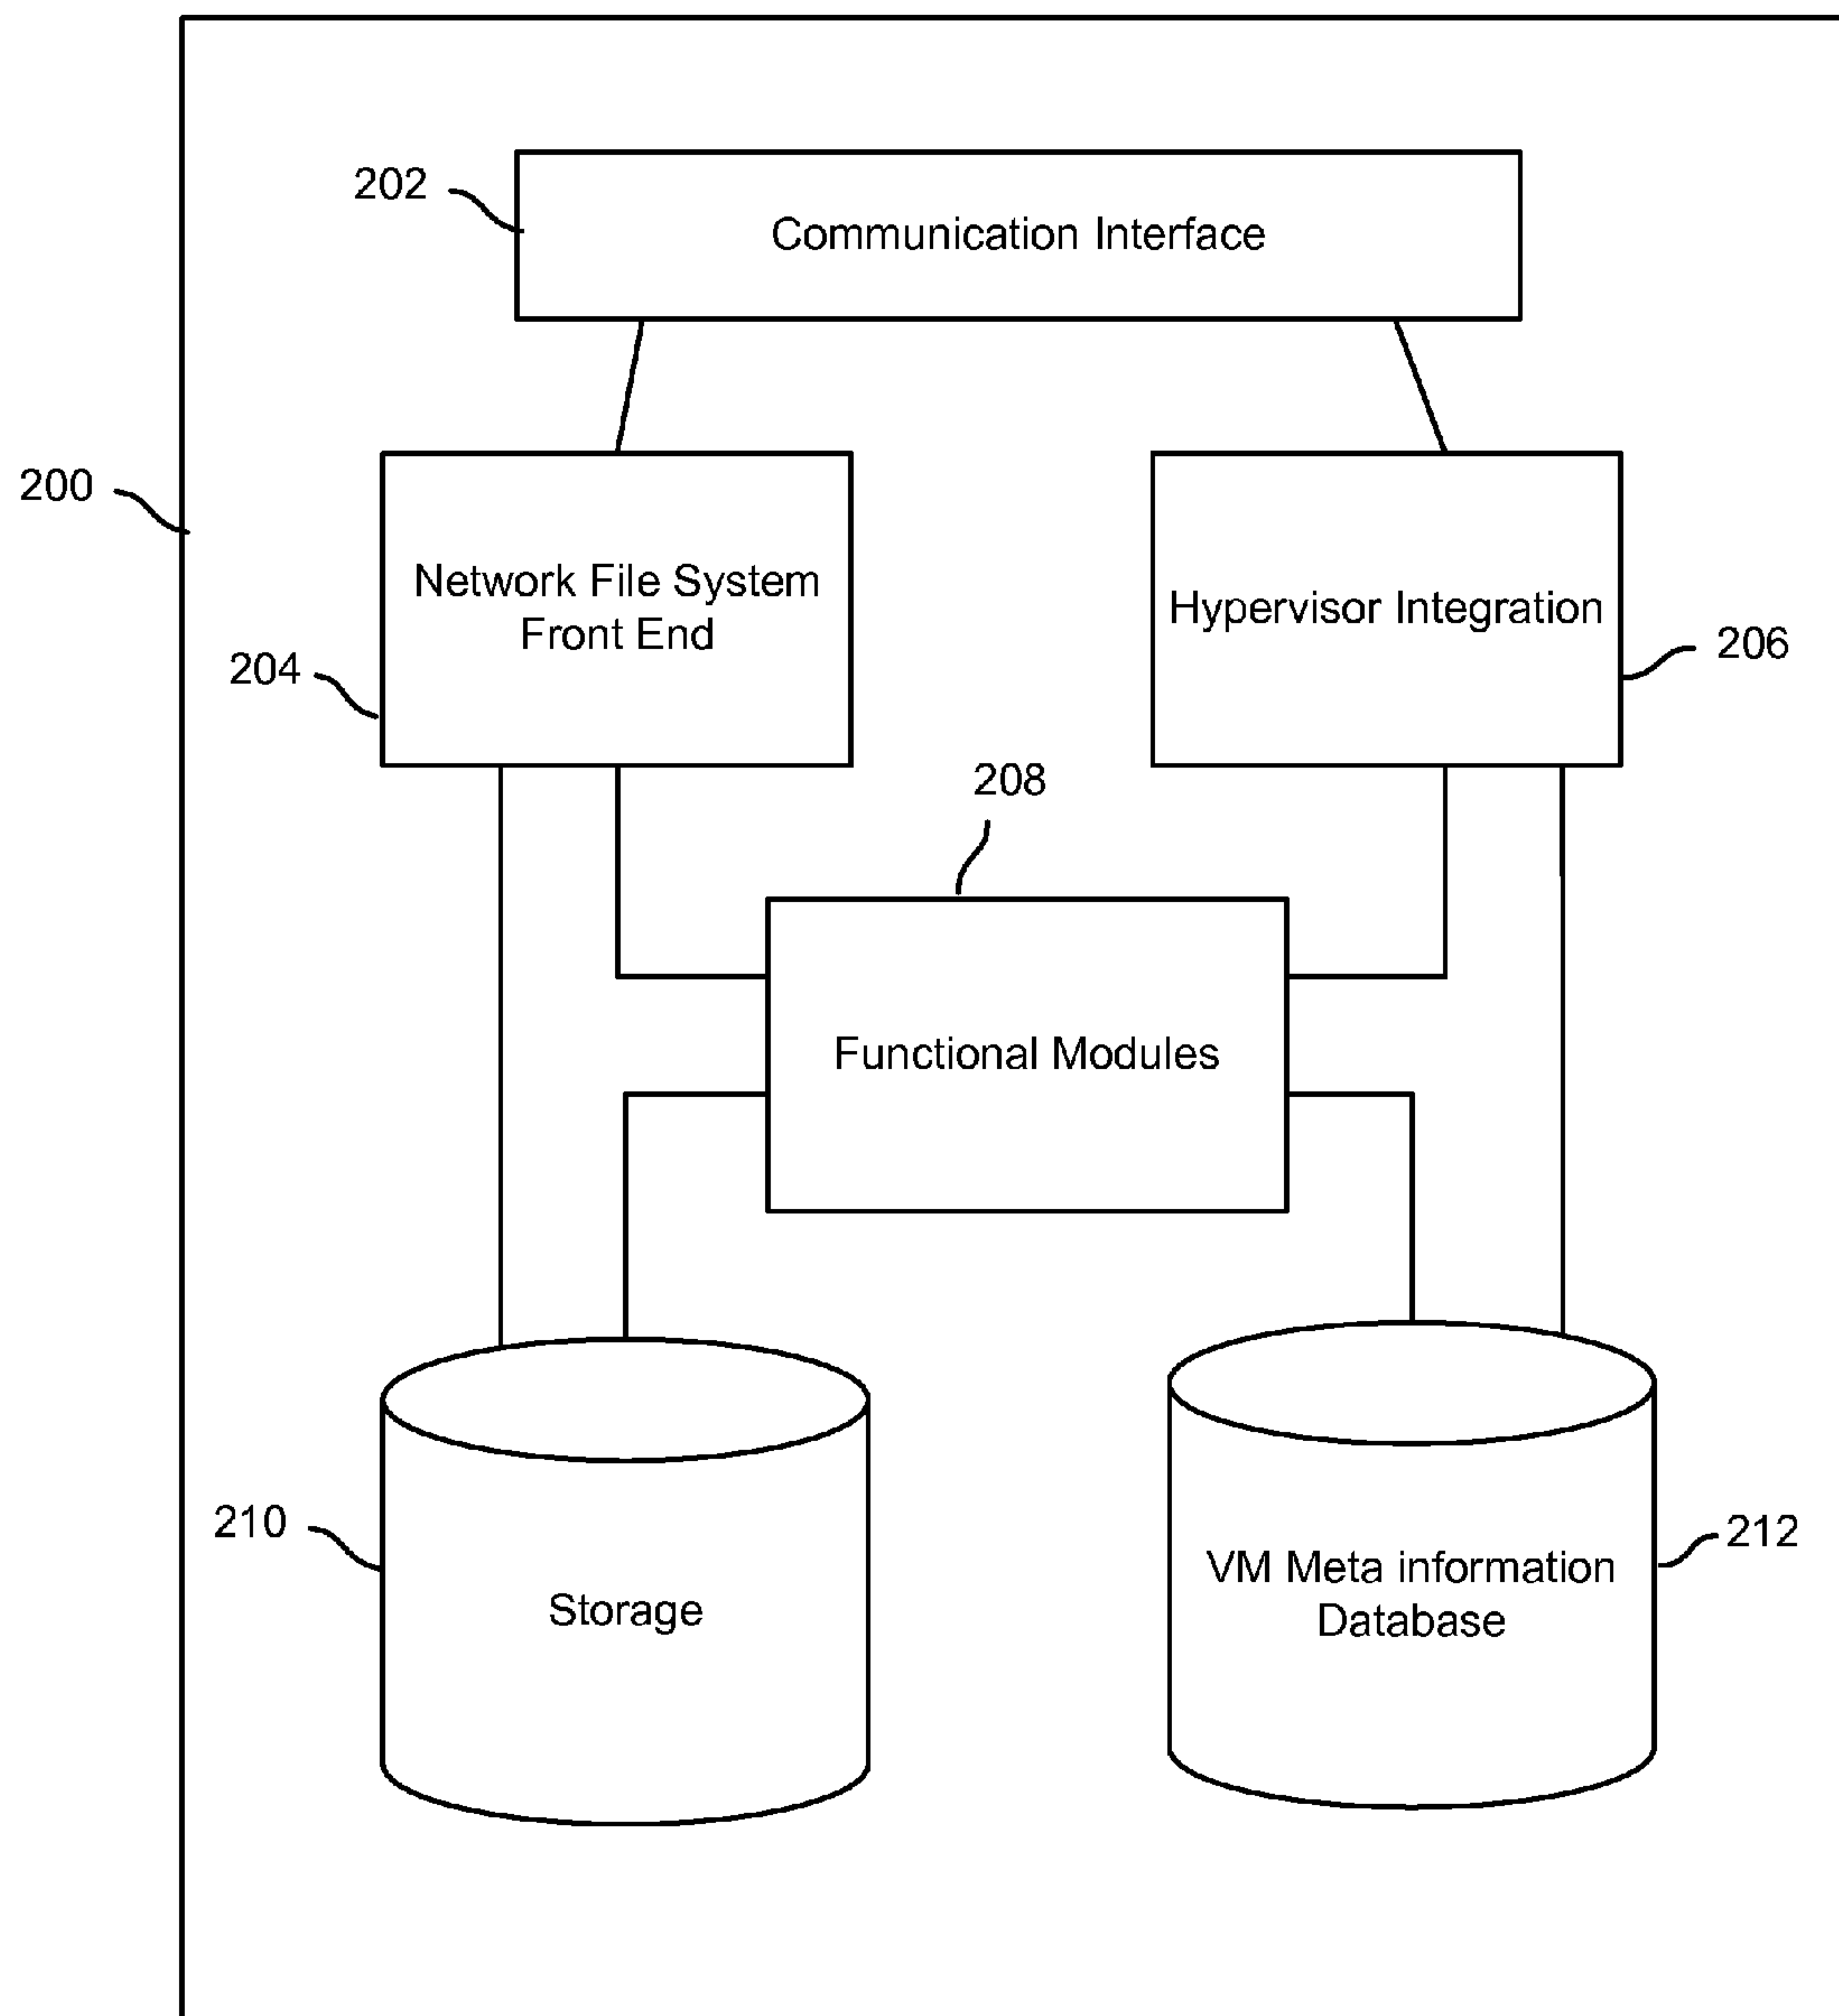 202
Communication Interface
200
Network File System
Front End
204
Hypervisor Integration
206
208
Functional Modules
210
Storage
VM Meta information
Database
212